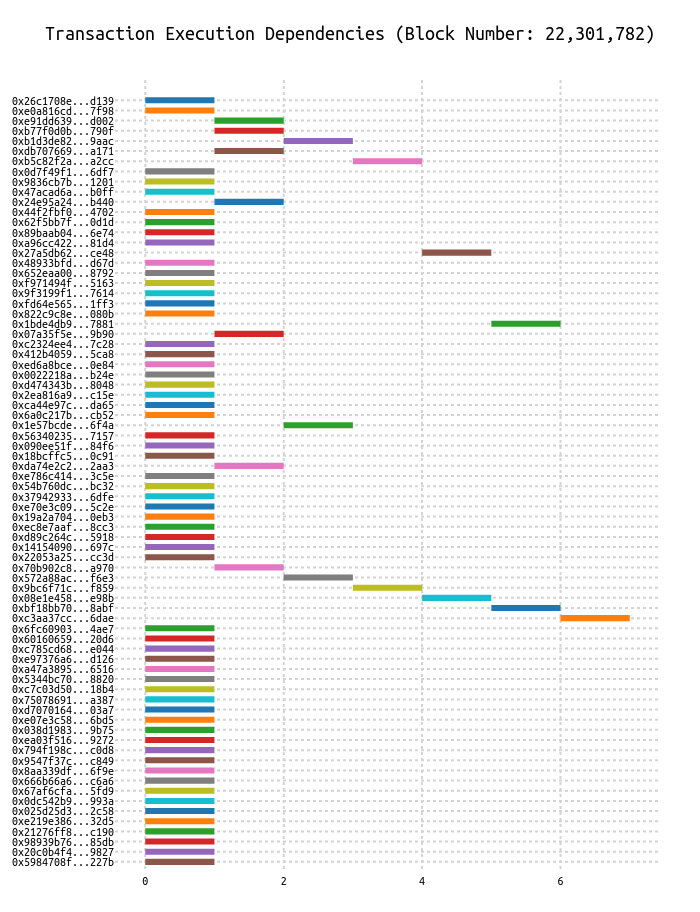 Transaction Execution Dependencies (Block Number: 22,301,782)
0x26c1708e...d139
0xe0a816cd...7f98
0xe91dd639...d002
0xb77f0d0b...790f
0xb1d3de82...9aac
0xdb707669...a171
0xb5c82f2a...a2cc
0x0d7f49f1...6df7
0x9836cb7b...1201
0x47acad6a...b0ff
0x24e95a24...b440
0x44f2fbf0...4702
0x62f5bb7f...0d1d
0x89baab04...6e74
0xa96cc422...81d4
0x27a5db62...ce48
0x48933bfd...d67d
0x652eaa00...8792
0xf971494f...5163
0x9f3199f1...7614
0xfd64e565...1ff3
0x822c9c8e...080b
0x1bde4db9...7881
0x07a35f5e...9b90
0xc2324ee4...7c28
0x412b4059...5ca8
0xed6a8bce...0e84
0x0022218a...b24e
0xd474343b...8048
0x2ea816a9...c15e
0xca44e97c...da65
0x6a0c217b...cb52
0x1e57bcde...6f4a
0x56340235...7157
0x090ee51f...84f6
0x18bcffc5...0c91
0xda74e2c2...2aa3
0xe786c414...3c5e
0x54b760dc...bc32
0x37942933...6dfe
0xe70e3c09...5c2e
0x19a2a704...0eb3
0xec8e7aaf...8cc3
0xd89c264c...5918
0x14154090...697c
0x22053a25...cc3d
0x70b902c8...a970
0x572a88ac...f6e3
0x9bc6f71c...f859
0x08e1e458...e98b
0xbf18bb70...8abf
0xc3aa37cc...6dae
0x6fc60903...4ae7
0x60160659...20d6
0xc785cd68...e044
0xe97376a6...d126
0xa47a3895...6516
0x5344bc70...8820
0xc7c03d50...18b4
0x75078691...a387
0xd7070164...03a7
0xe07e3c58...6bd5
0x038d1983...9b75
0xea03f516...9272
0x794f198c...c0d8
0x9547f37c...c849
0x8aa339df...6f9e
0x666b66a6...c6a6
0x67af6cfa...5fd9
0x0dc542b9...993a
0x025d25d3...2c58
0xe219e386...32d5
0x21276ff8...c190
0x98939b76...85db
0x20c0b4f4...9827
0x5984708f...227b
0 2 4 6